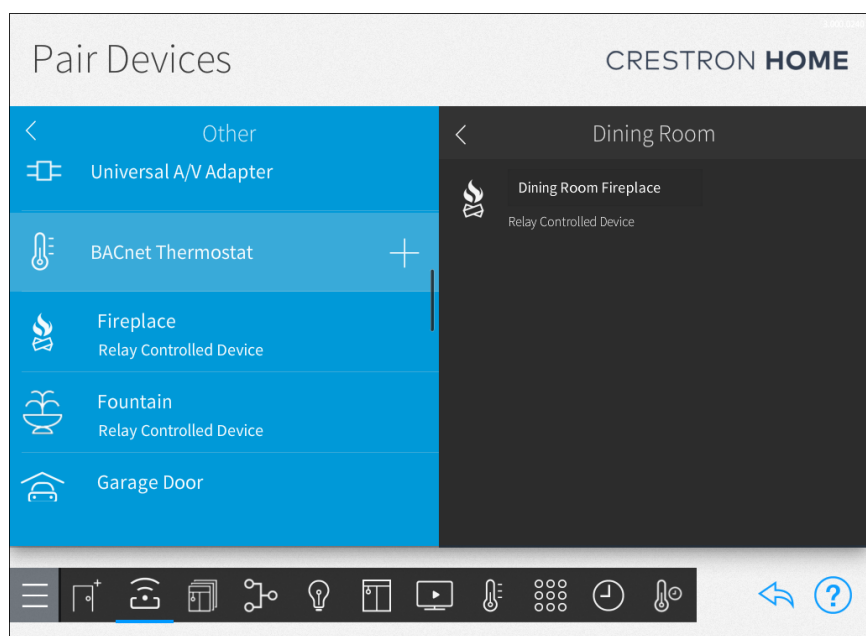 Pair Devices
CRESTRON HOME
Other
Universal A/V Adapter
BACnet Thermostat
Fireplace
Relay Controlled Device
Fountain
Relay Controlled Device
Garage Door
Dining Room
Dining Room Fireplace
Relay Controlled Device
?